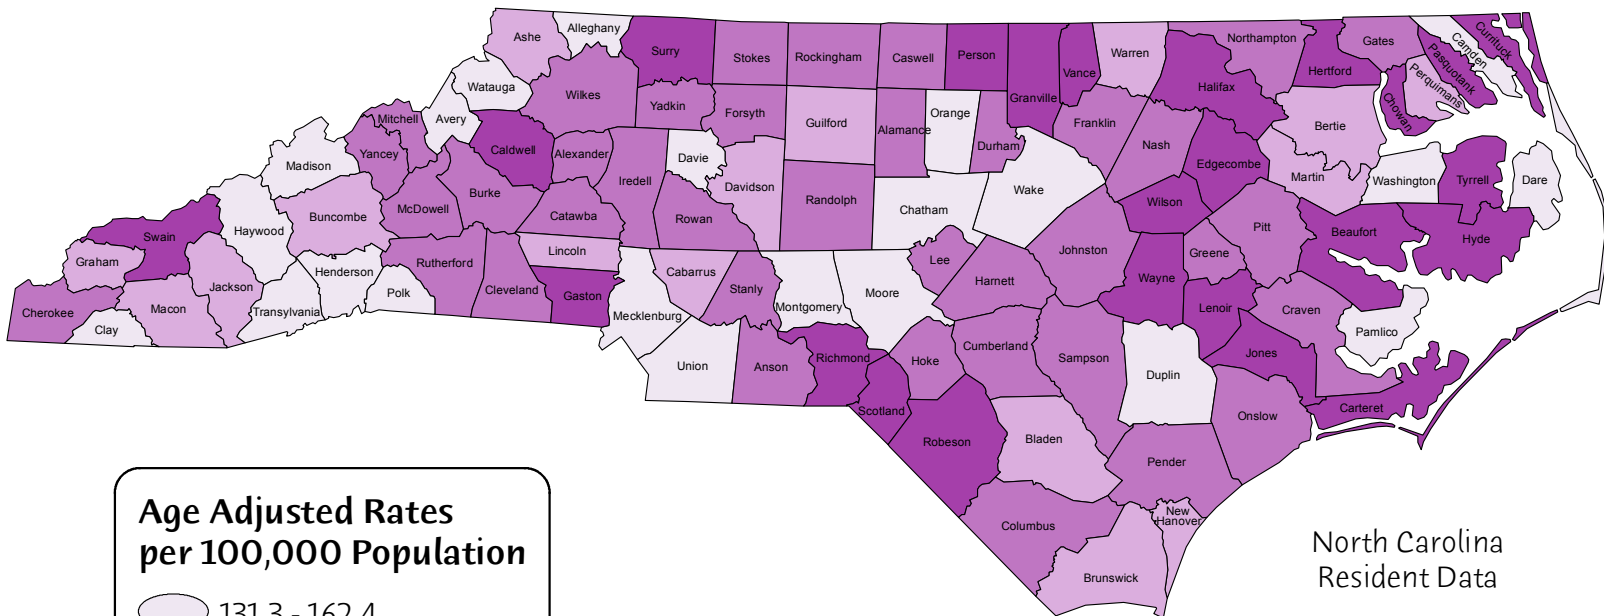 Ashe
Alleghany
Surry
Stokes
Rockingham
Caswell
Person
Granville
Vance
Warren
Northampton
Halifax
Hertford
Gates
Camden
Currituck
Pasquotank
Perquimans
Chowan
Watauga
Wilkes
Yadkin
Forsyth
Guilford
Alamance
Orange
Durham
Franklin
Nash
Edgecombe
Bertie
Mitchell
Avery
Caldwell
Alexander
Iredell
Davie
Davidson
Randolph
Chatham
Wake
Wilson
Martin
Washington
Tyrrell
Dare
Madison
Yancey
McDowell
Burke
Catawba
Rowan
Johnston
Pitt
Greene
Beaufort
Hyde
Swain
Haywood
Buncombe
Rutherford
Cleveland
Lincoln
Gaston
Cabarrus
Stanly
Montgomery
Moore
Lee
Harnett
Wayne
Lenoir
Craven
Pamlico
Graham
Cherokee
Clay
Macon
Jackson
Transylvania
Henderson
Polk
Mecklenburg
Union
Anson
Richmond
Scotland
Hoke
Cumberland
Sampson
Duplin
Jones
Carteret
Onslow
Robeson
Bladen
Pender
Columbus
Brunswick
New
Hanover
Age Adjusted Rates
per 100,000 Population
131.3 - 162.4
North Carolina
Resident Data